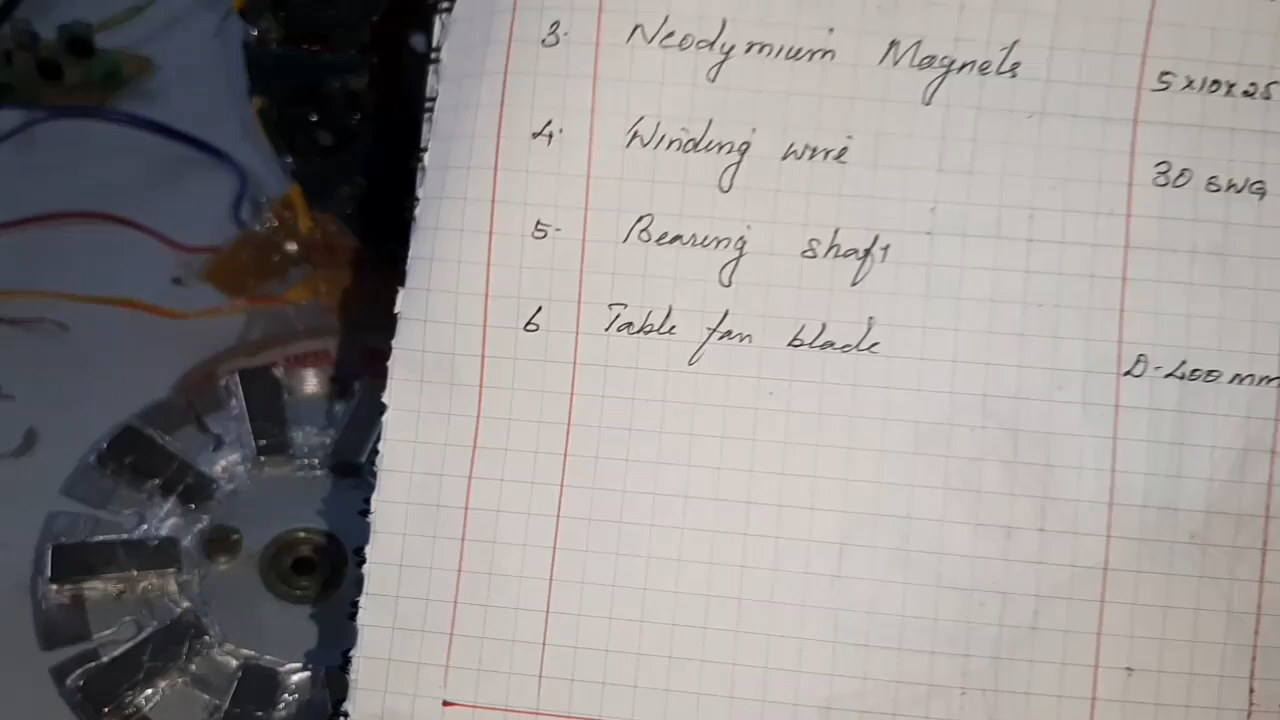 3. Neodymium Magnets 5x10x25
4. Winding wire 30 SWG
5. Bearing shaft
6 Table fan blade D-400 mm